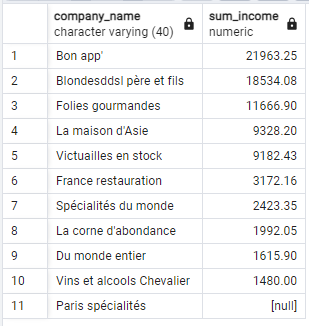 company_name sum_income
character varying (40) numeric
1 Bon app' 21963.25
2 Blondesddsl père et fils 18534.08
3 Folies gourmandes 11666.90
4 La maison d'Asie 9328.20
5 Victuailles en stock 9182.43
6 France restauration 3172.16
7 Spécialités du monde 2423.35
8 La corne d'abondance 1992.05
9 Du monde entier 1615.90
10 Vins et alcools Chevalier 1480.00
11 Paris spécialités [null]